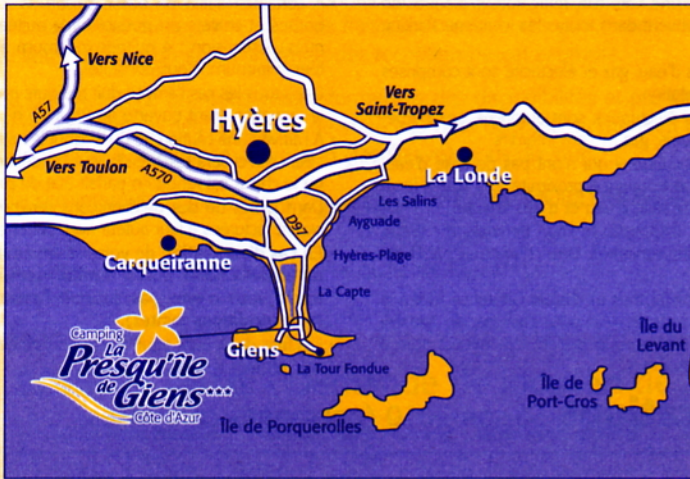 Vers Nice
A57
Vers Toulon
A570
Hyères
Vers
Saint-Tropez
La Londe
Les Salins
Ayguade
D97
Hyères-Plage
Carqueiranne
La Capte
Camping
La
Presqu'île
de
Giens***
Côte d'Azur
Giens
La Tour Fondue
Île de Porquerolles
Île de
Port-Cros
Île du
Levant